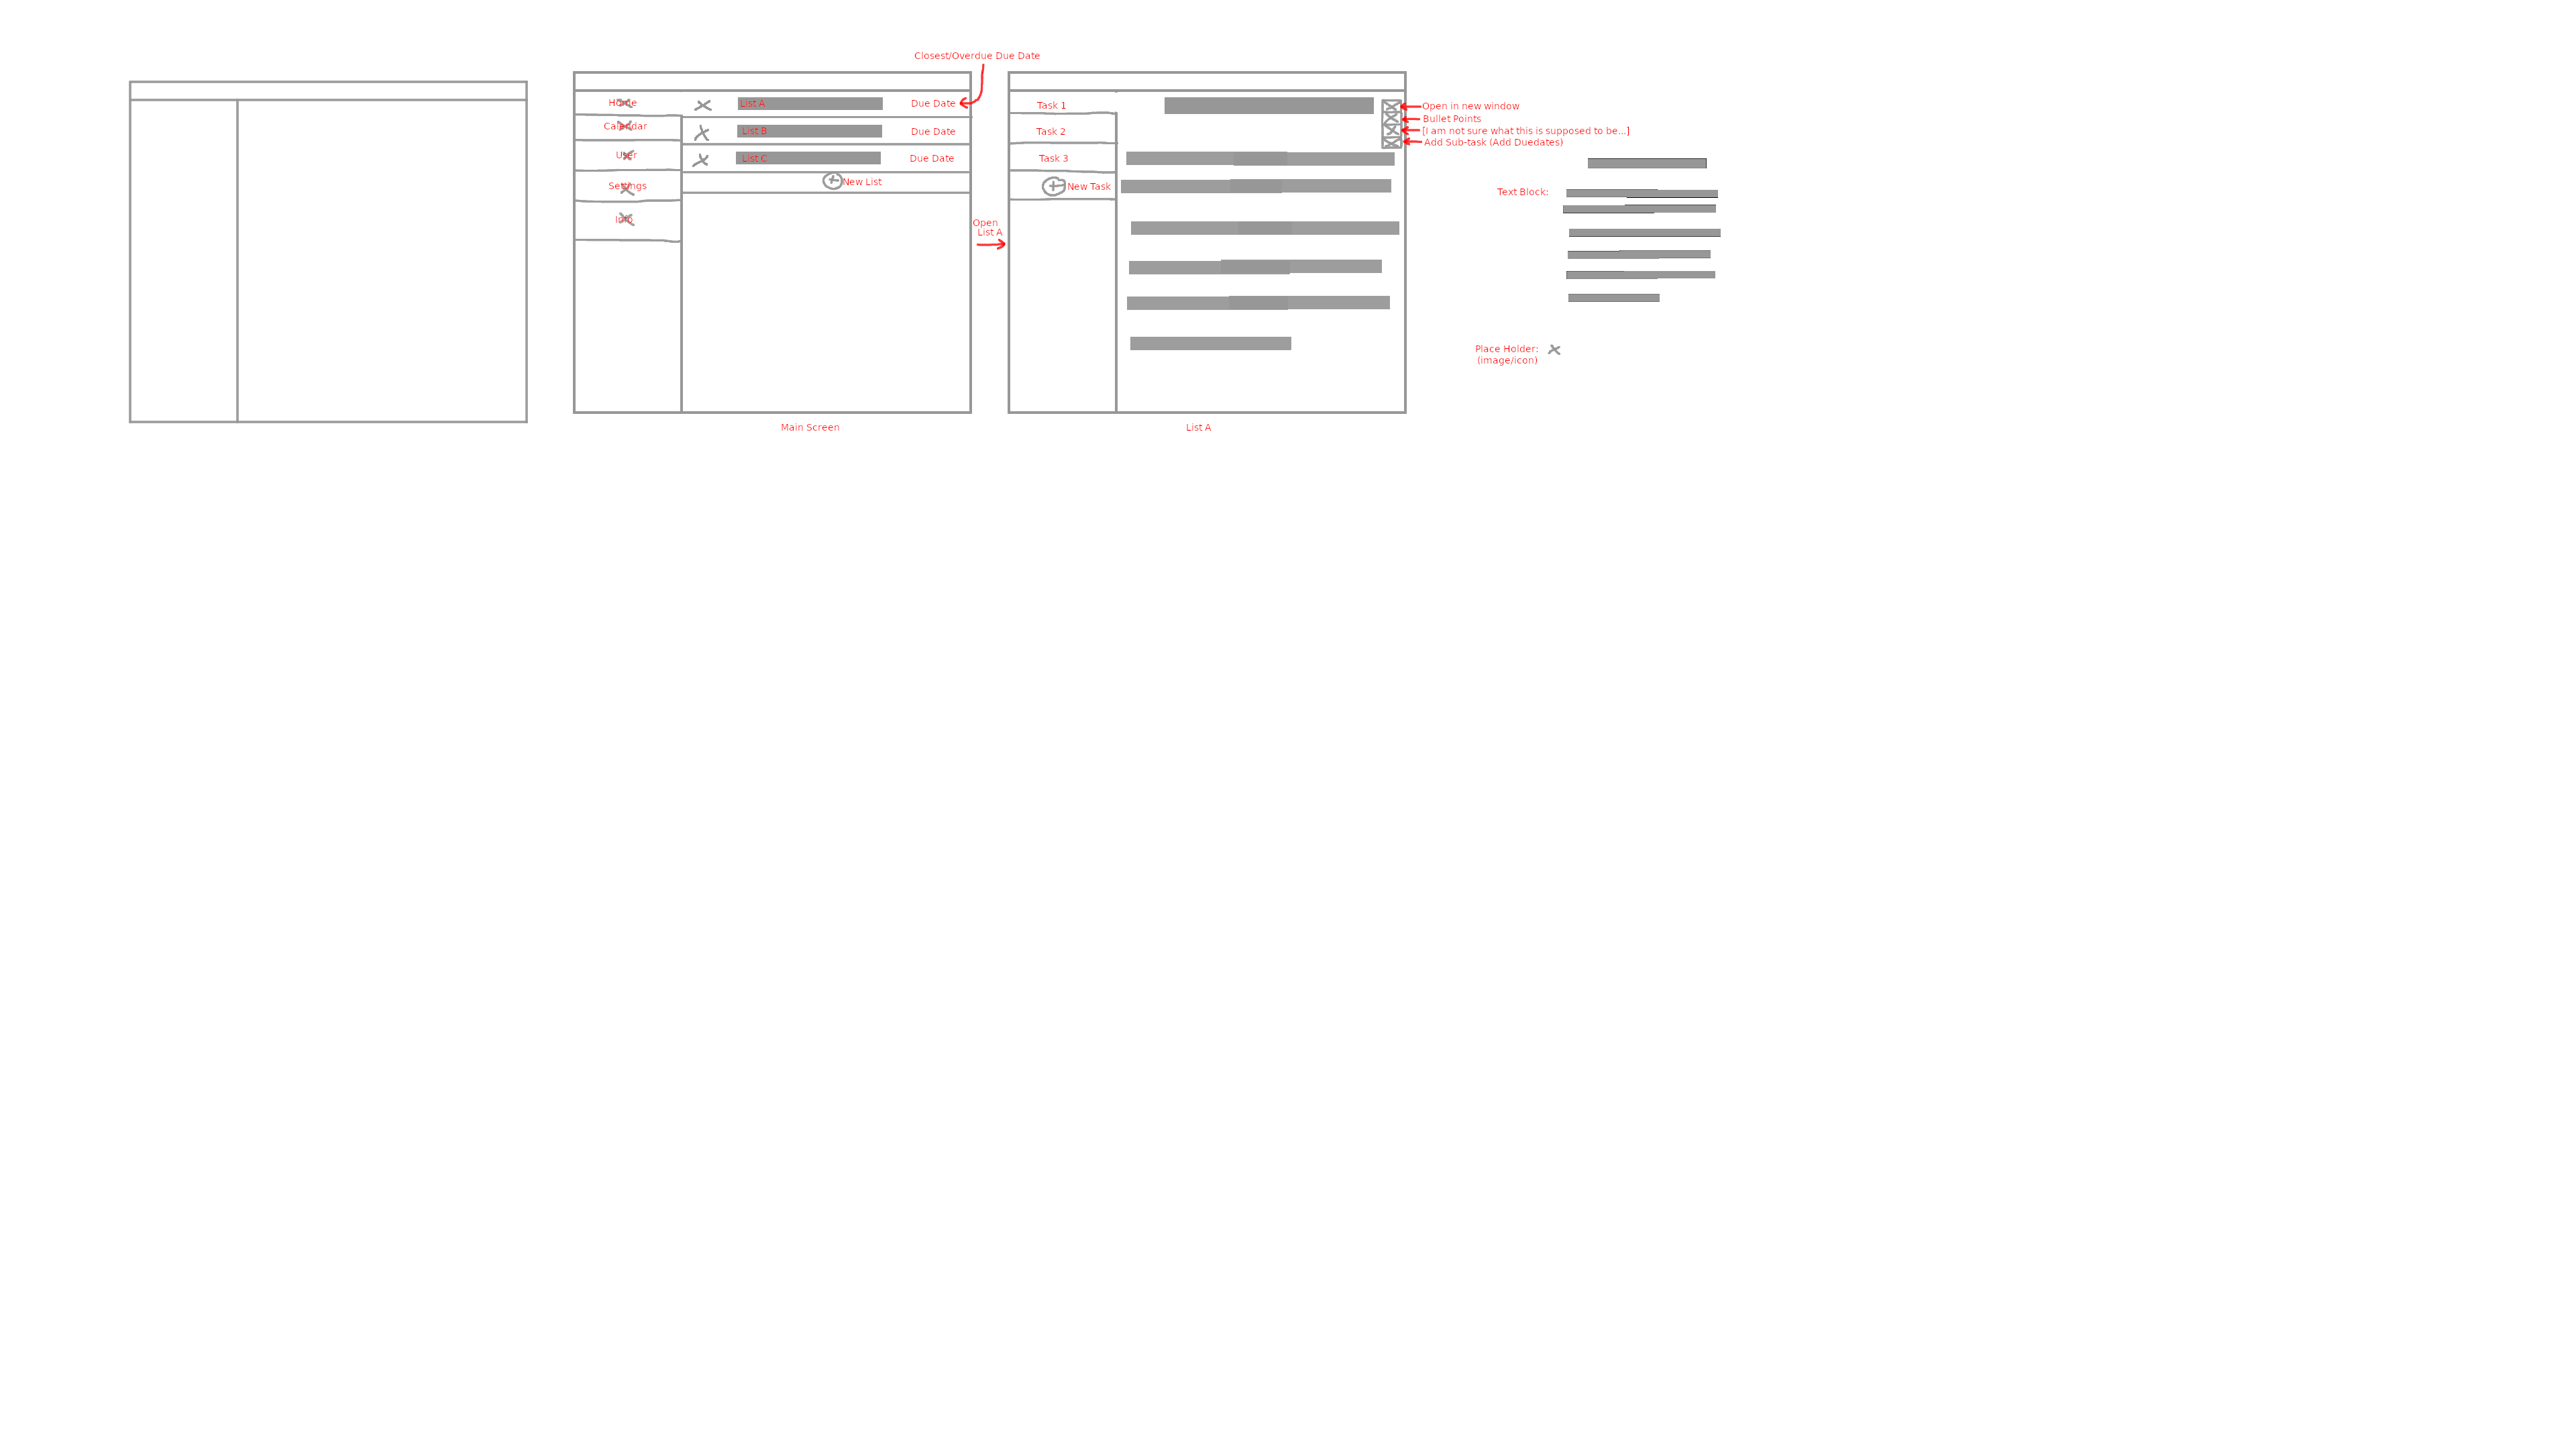 Closest/Overdue Due Date
Home
Calendar
User
Settings
Info
List A
Due Date
List B
Due Date
List C
Due Date
New List
Main Screen
Open
List A
Task 1
Task 2
Task 3
New Task
List A
Open in new window
Bullet Points
[I am not sure what this is supposed to be...]
Add Sub-task (Add Duedates)
Text Block:
Place Holder:
(image/icon)